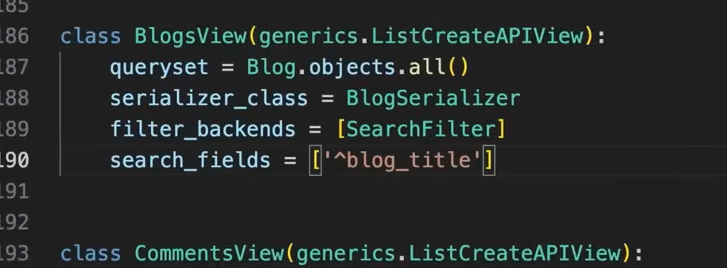 185
186 class BlogsView(generics.ListCreateAPIView):
187     queryset = Blog.objects.all()
188     serializer_class = BlogSerializer
189     filter_backends = [SearchFilter]
190     search_fields = ['^blog_title']
191
192
193 class CommentsView(generics.ListCreateAPIView):